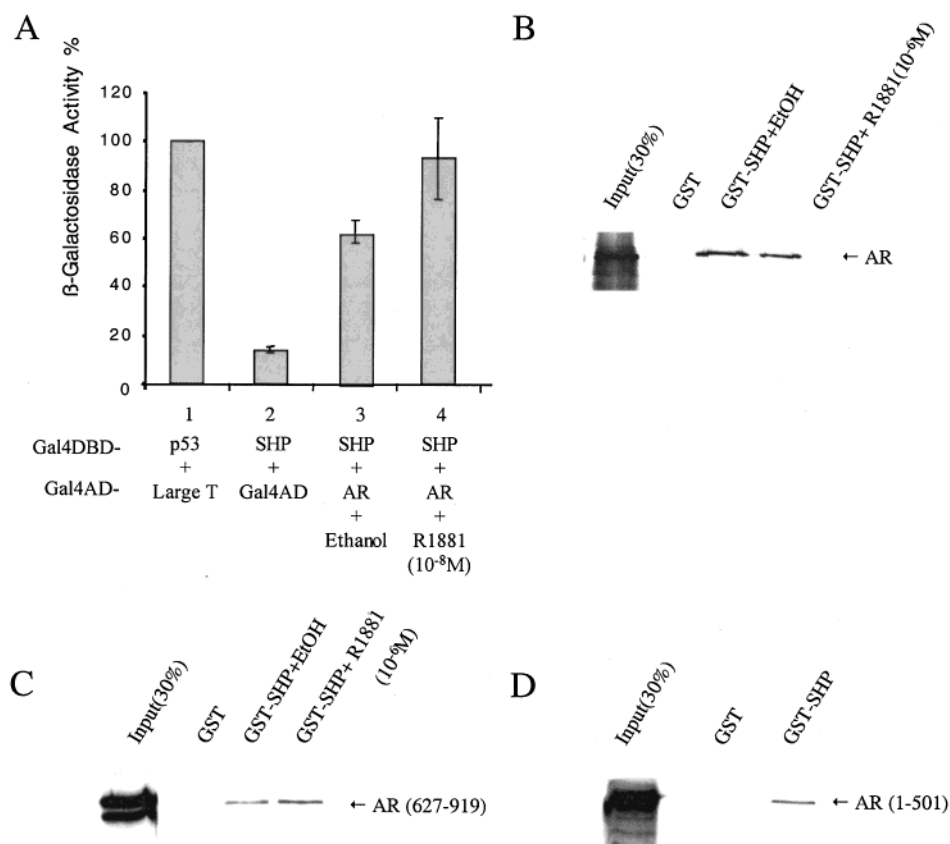 A
ß-Galactosidase Activity %
120
100
80
60
40
20
0
1 2 3 4
Gal4DBD- p53 SHP SHP SHP
+ + + +
Gal4AD- Large T Gal4AD AR AR
+ +
Ethanol R1881
(10⁻⁸M)
B
Input(30%)
GST
GST-SHP+EtOH
GST-SHP+ R1881(10⁻⁶M)
← AR
C
Input(30%)
GST
GST-SHP+EtOH
GST-SHP+ R1881
(10⁻⁶M)
← AR (627-919)
D
Input(30%)
GST
GST-SHP
← AR (1-501)